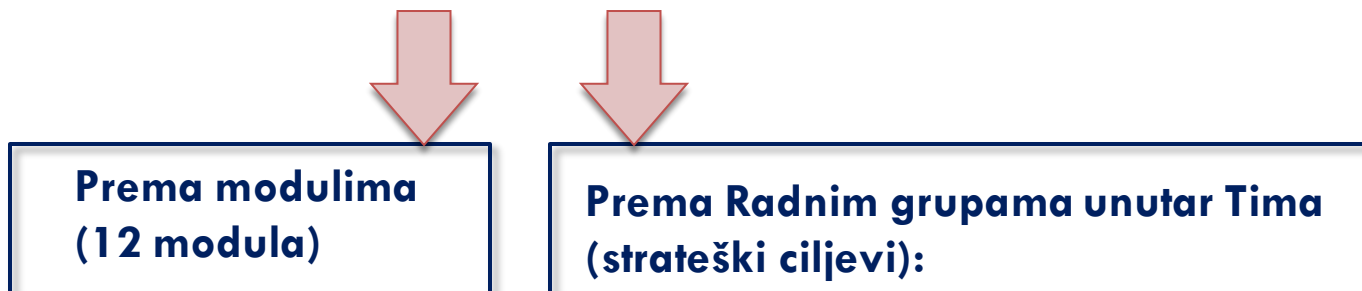 Prema modulima
(12 modula)
Prema Radnim grupama unutar Tima
(strateški ciljevi):